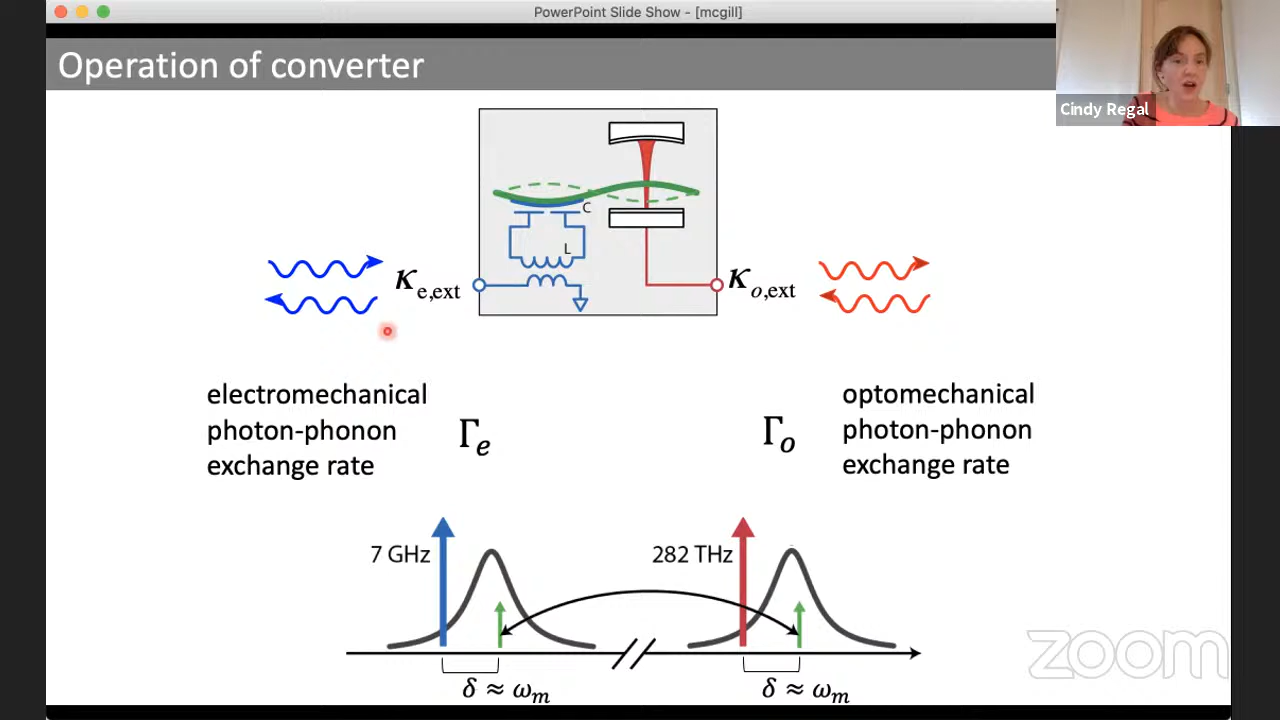 PowerPoint Slide Show - [mcgill]
Operation of converter
Cindy Regal
C
L
κe,ext
κo,ext
electromechanical
photon-phonon
exchange rate
Γe
Γo
optomechanical
photon-phonon
exchange rate
7 GHz
282 THz
δ ≈ ωm
δ ≈ ωm
zoom